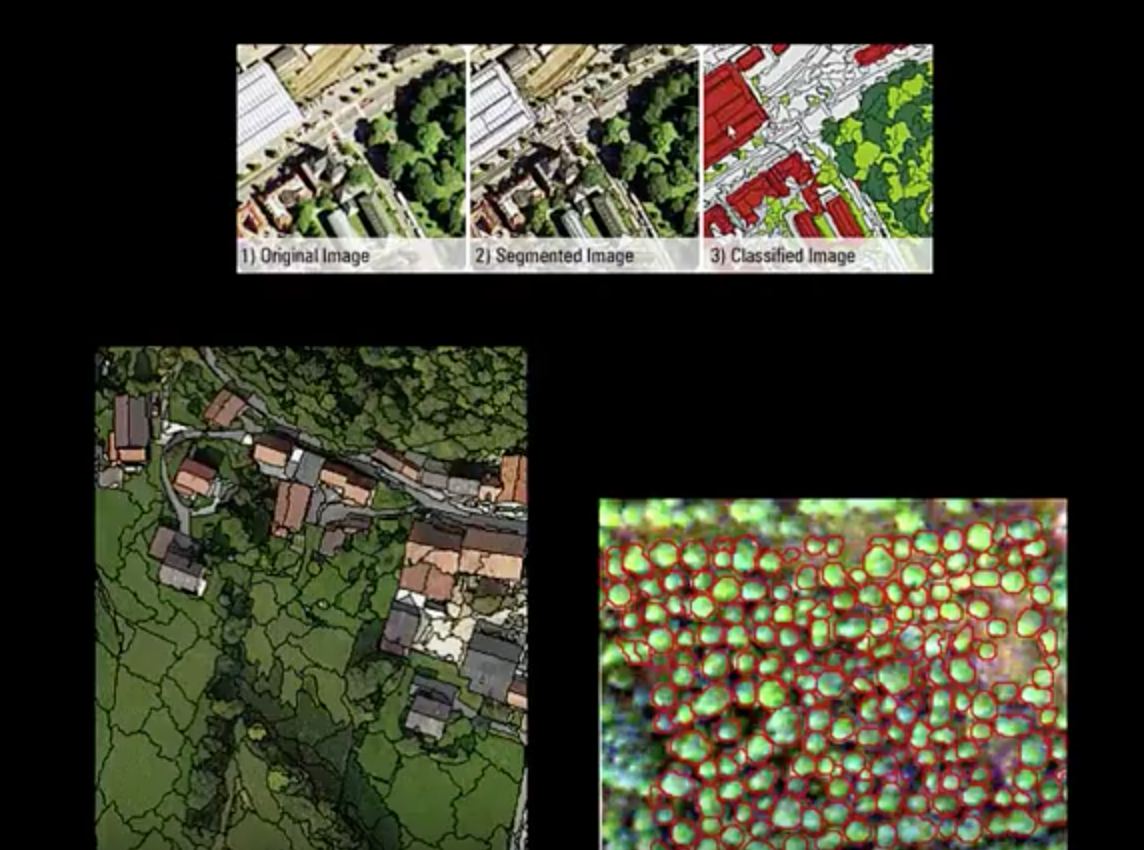 1) Original Image
2) Segmented Image
3) Classified Image